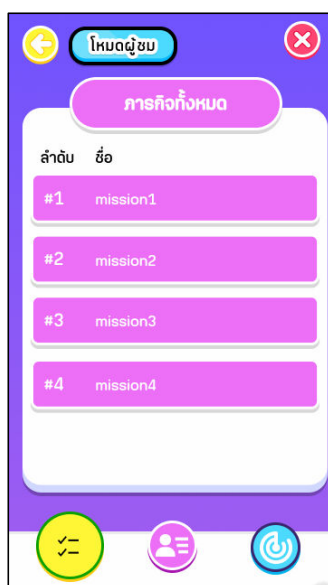 โหมดผู้ชม
ภารกิจทั้งหมด
ลำดับ ชื่อ
#1 mission1
#2 mission2
#3 mission3
#4 mission4